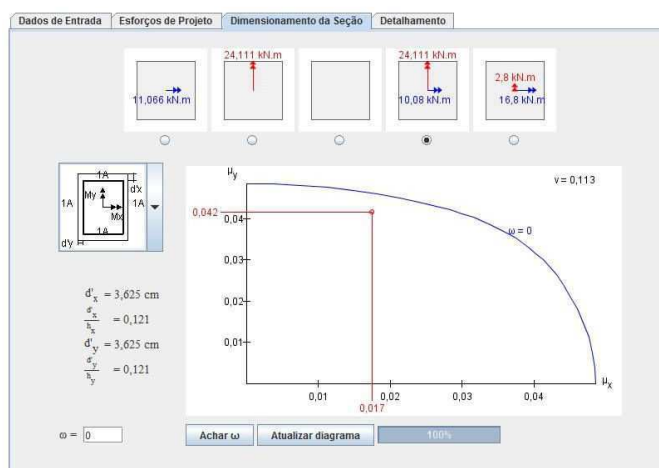 Dados de Entrada Esforços de Projeto Dimensionamento da Seção Detalhamento
24,111 kN.m 24,111 kN.m
2,8 kN.m
11,066 kN.m 10,08 kN.m 16,8 kN.m
1A
d'x
My
1A 1A
Mx
1A
d'y
μy
ν = 0,113
0,042
0,04
ω = 0
0,03
0,02
0,01
0,01 0,02 0,03 0,04
μx
0,017
d'x = 3,625 cm
d'x
hx = 0,121
d'y = 3,625 cm
d'y
hy = 0,121
ω = 0
Achar ω Atualizar diagrama 100%